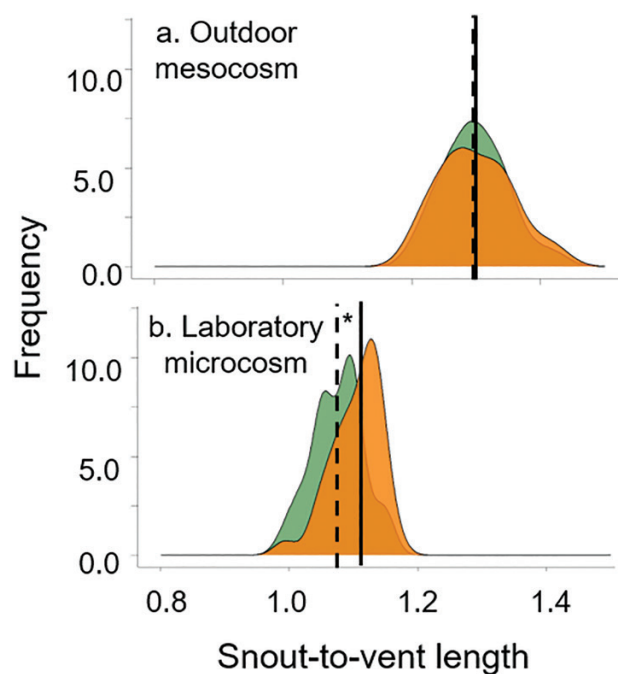 a. Outdoor
mesocosm
10.0
5.0
0.0
Frequency
*
b. Laboratory
microcosm
10.0
5.0
0.0
0.8 1.0 1.2 1.4
Snout-to-vent length